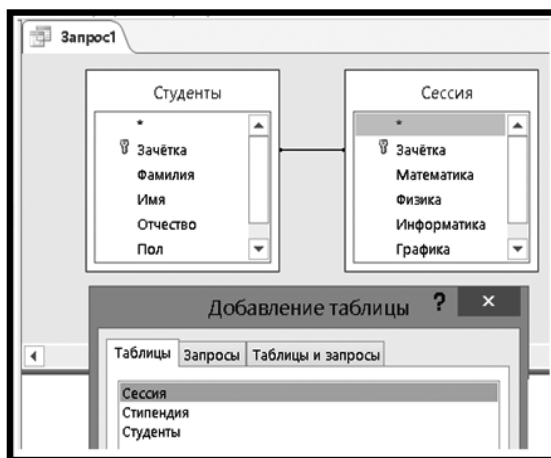 Запрос1
Студенты
*
Зачётка
Фамилия
Имя
Отчество
Пол
Сессия
*
Зачётка
Математика
Физика
Информатика
Графика
Добавление таблицы ? ×
Таблицы Запросы Таблицы и запросы
Сессия
Стипендия
Студенты